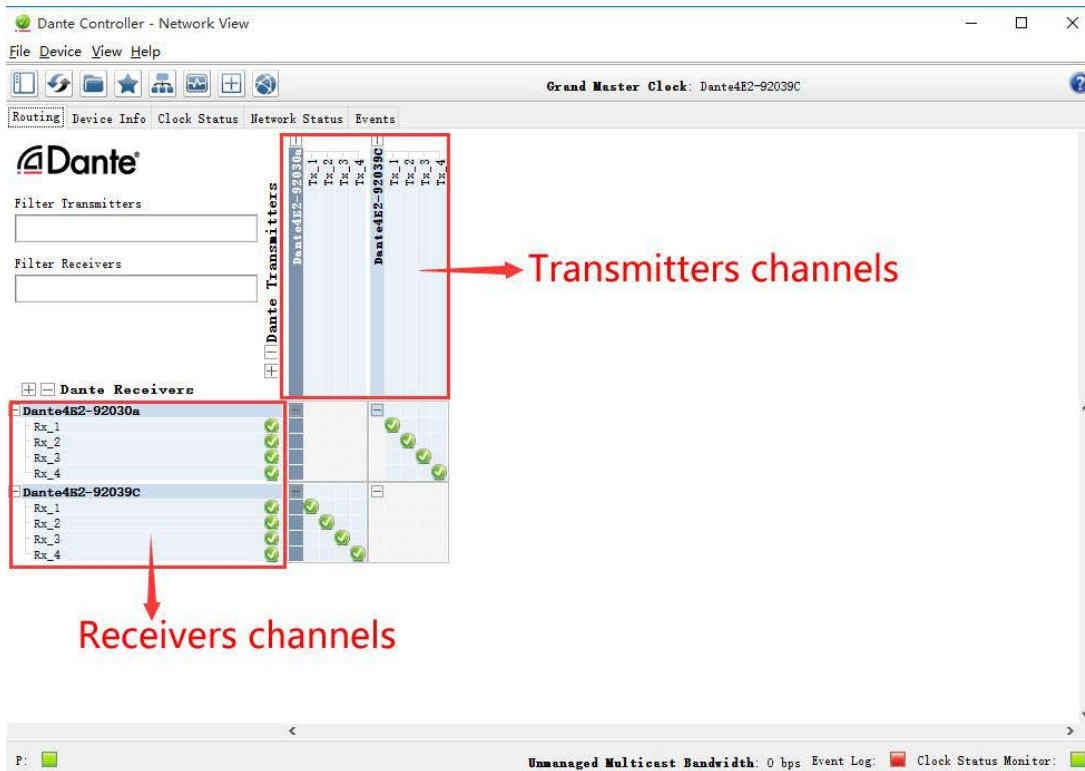 Dante Controller - Network View
File Device View Help
Grand Master Clock: Dante4E2-92039C
Routing Device Info Clock Status Network Status Events
Dante
Filter Transmitters
Filter Receivers
Dante Transmitters
Dante4E2-92030a
Tx_1
Tx_2
Tx_3
Tx_4
Dante4E2-92039C
Tx_1
Tx_2
Tx_3
Tx_4
Transmitters channels
Dante Receivers
Dante4E2-92030a
Rx_1
Rx_2
Rx_3
Rx_4
Dante4E2-92039C
Rx_1
Rx_2
Rx_3
Rx_4
Receivers channels
P:
Unmanaged Multicast Bandwidth: 0 bps Event Log: Clock Status Monitor: